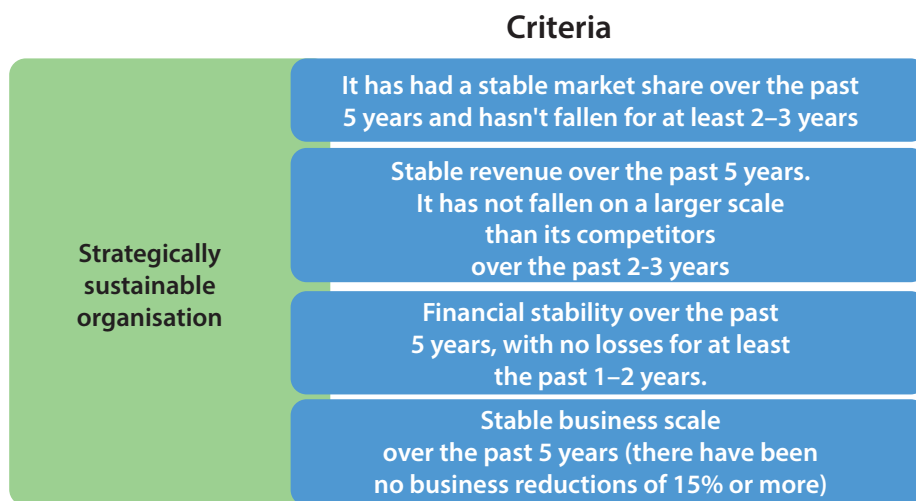 Criteria
It has had a stable market share over the past
5 years and hasn't fallen for at least 2–3 years
Stable revenue over the past 5 years.
It has not fallen on a larger scale
than its competitors
over the past 2-3 years
Strategically
sustainable
organisation
Financial stability over the past
5 years, with no losses for at least
the past 1–2 years.
Stable business scale
over the past 5 years (there have been
no business reductions of 15% or more)